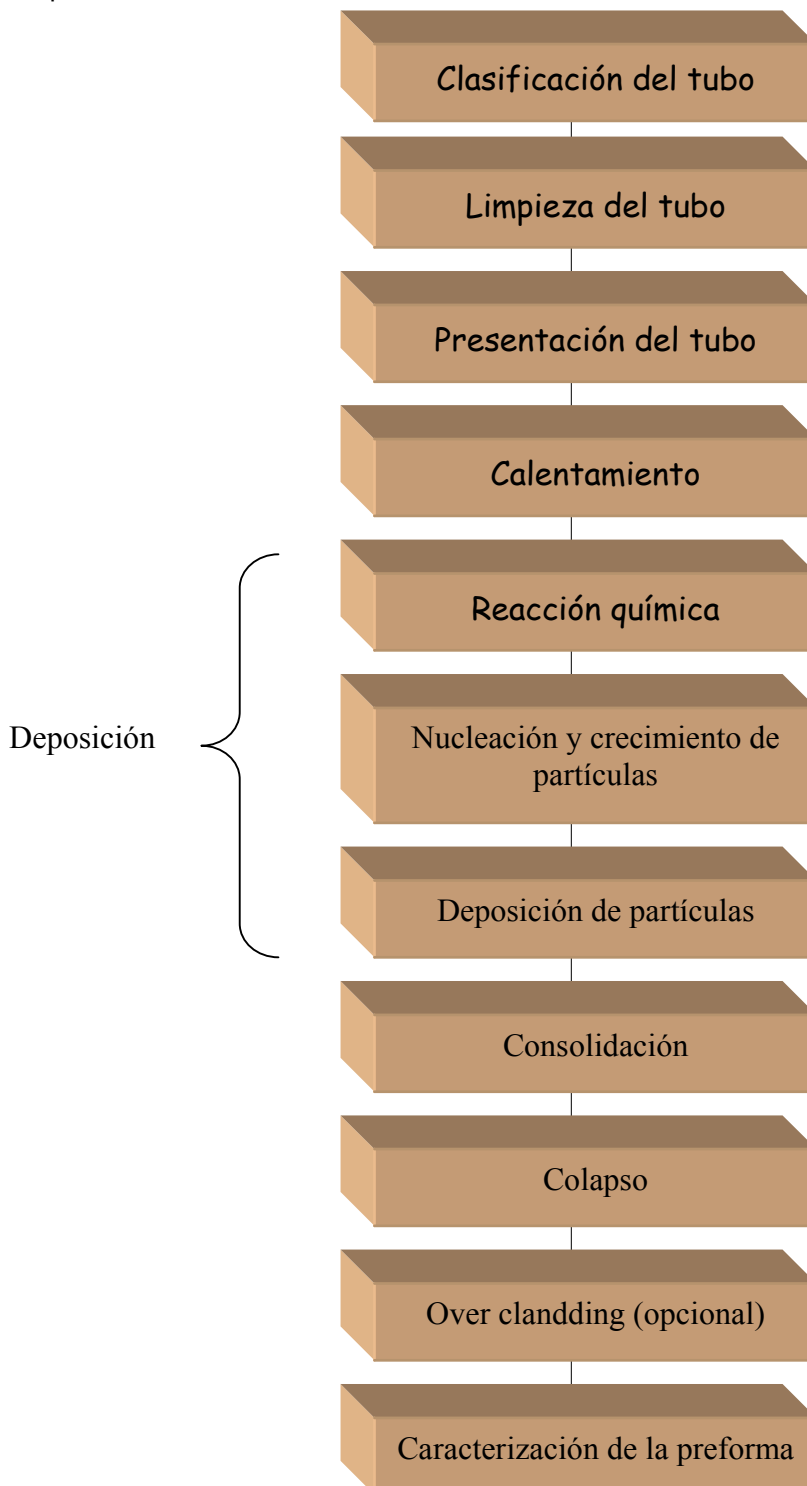 Clasificación del tubo
Limpieza del tubo
Presentación del tubo
Calentamiento
Reacción química
Deposición
Nucleación y crecimiento de
partículas
Deposición de partículas
Consolidación
Colapso
Over clandding (opcional)
Caracterización de la preforma